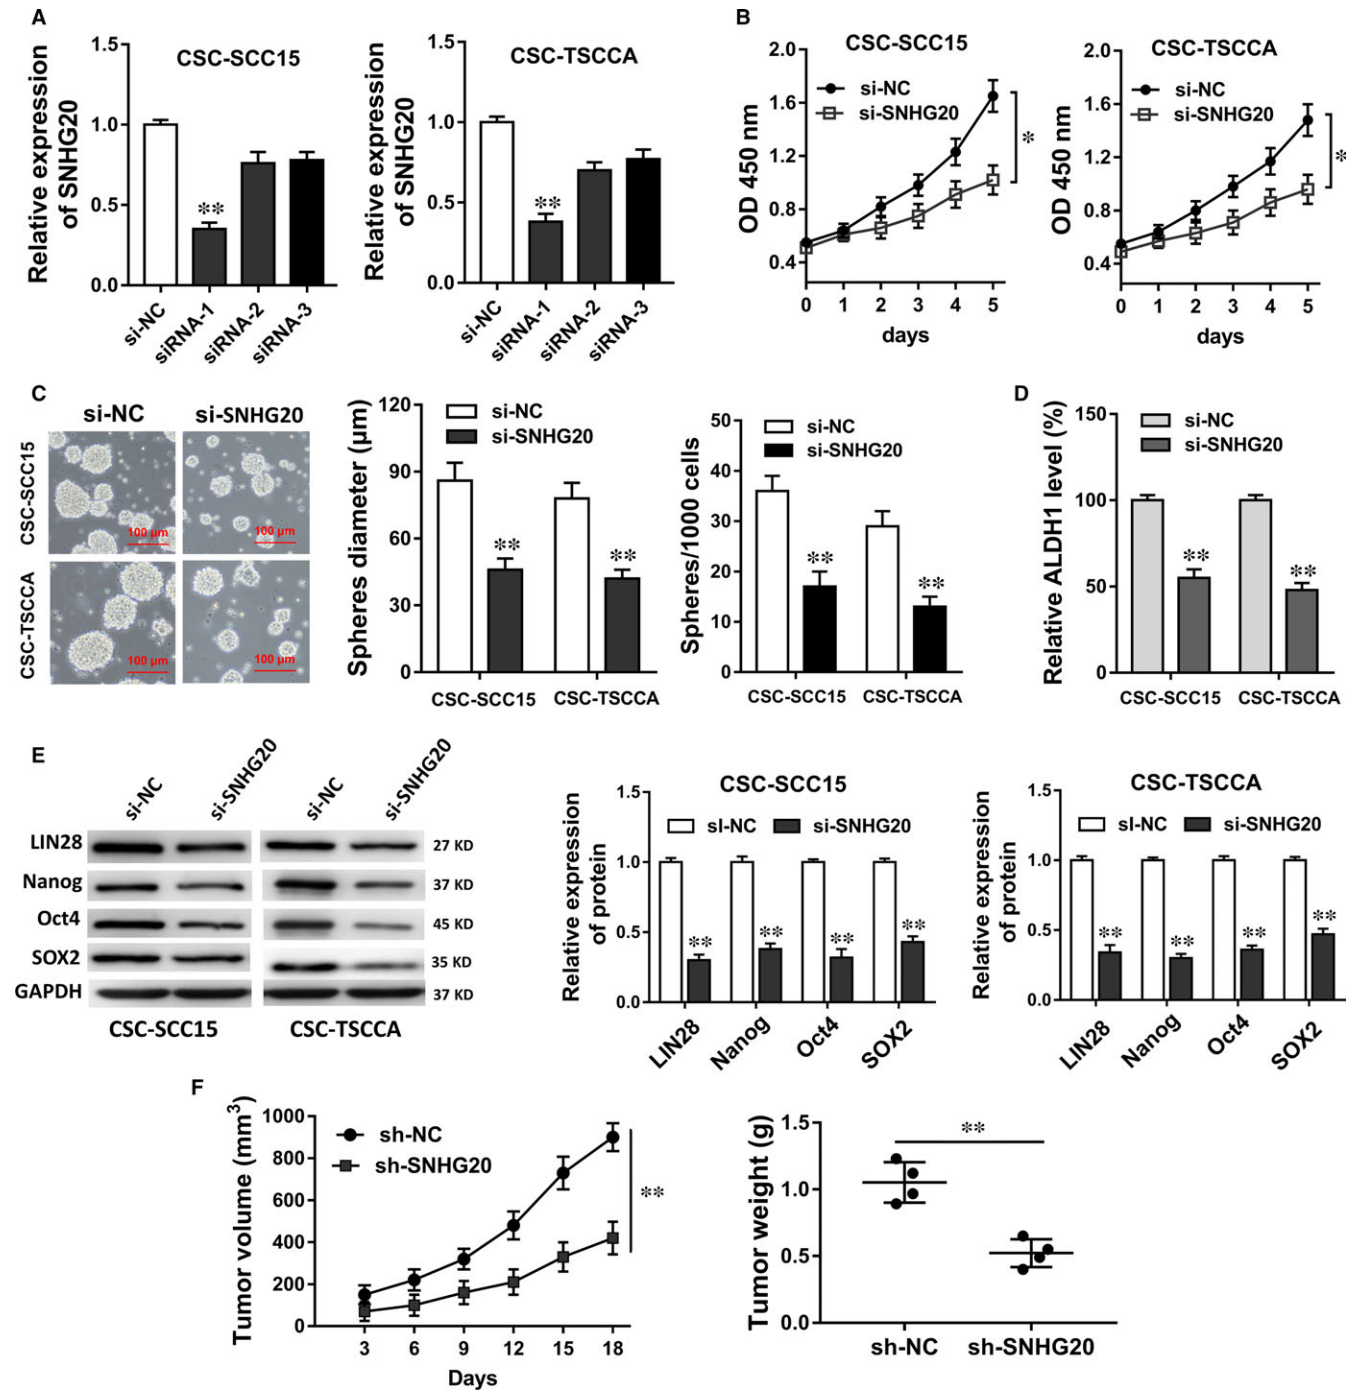 A
CSC-SCC15
Relative expression
of SNHG20
1.5
1.0
0.5
0.0
si-NC
siRNA-1
siRNA-2
siRNA-3
**
CSC-TSCCA
Relative expression
of SNHG20
1.5
1.0
0.5
0.0
si-NC
siRNA-1
siRNA-2
siRNA-3
**
B
CSC-SCC15
si-NC
si-SNHG20
OD 450 nm
2.0
1.6
1.2
0.8
0.4
0 1 2 3 4 5
days
*
CSC-TSCCA
si-NC
si-SNHG20
OD 450 nm
2.0
1.6
1.2
0.8
0.4
0 1 2 3 4 5
days
*
C
si-NC
si-SNHG20
CSC-SCC15
CSC-TSCCA
100 μm
100 μm
100 μm
100 μm
si-NC
si-SNHG20
Spheres diameter (μm)
120
90
60
30
0
**
**
CSC-SCC15
CSC-TSCCA
si-NC
si-SNHG20
Spheres/1000 cells
50
40
30
20
10
0
**
**
CSC-SCC15
CSC-TSCCA
D
si-NC
si-SNHG20
Relative ALDH1 level (%)
150
100
50
0
**
**
CSC-SCC15
CSC-TSCCA
E
si-NC
si-SNHG20
si-NC
si-SNHG20
LIN28
27 KD
Nanog
37 KD
Oct4
45 KD
SOX2
35 KD
GAPDH
37 KD
CSC-SCC15
CSC-TSCCA
CSC-SCC15
sI-NC
si-SNHG20
Relative expression
of protein
1.5
1.0
0.5
0.0
**
**
**
**
LIN28
Nanog
Oct4
SOX2
CSC-TSCCA
sI-NC
si-SNHG20
Relative expression
of protein
1.5
1.0
0.5
0.0
**
**
**
**
LIN28
Nanog
Oct4
SOX2
F
sh-NC
sh-SNHG20
Tumor volume (mm³)
1000
800
600
400
200
0
3 6 9 12 15 18
Days
**
Tumor weight (g)
1.5
1.0
0.5
0.0
**
sh-NC
sh-SNHG20